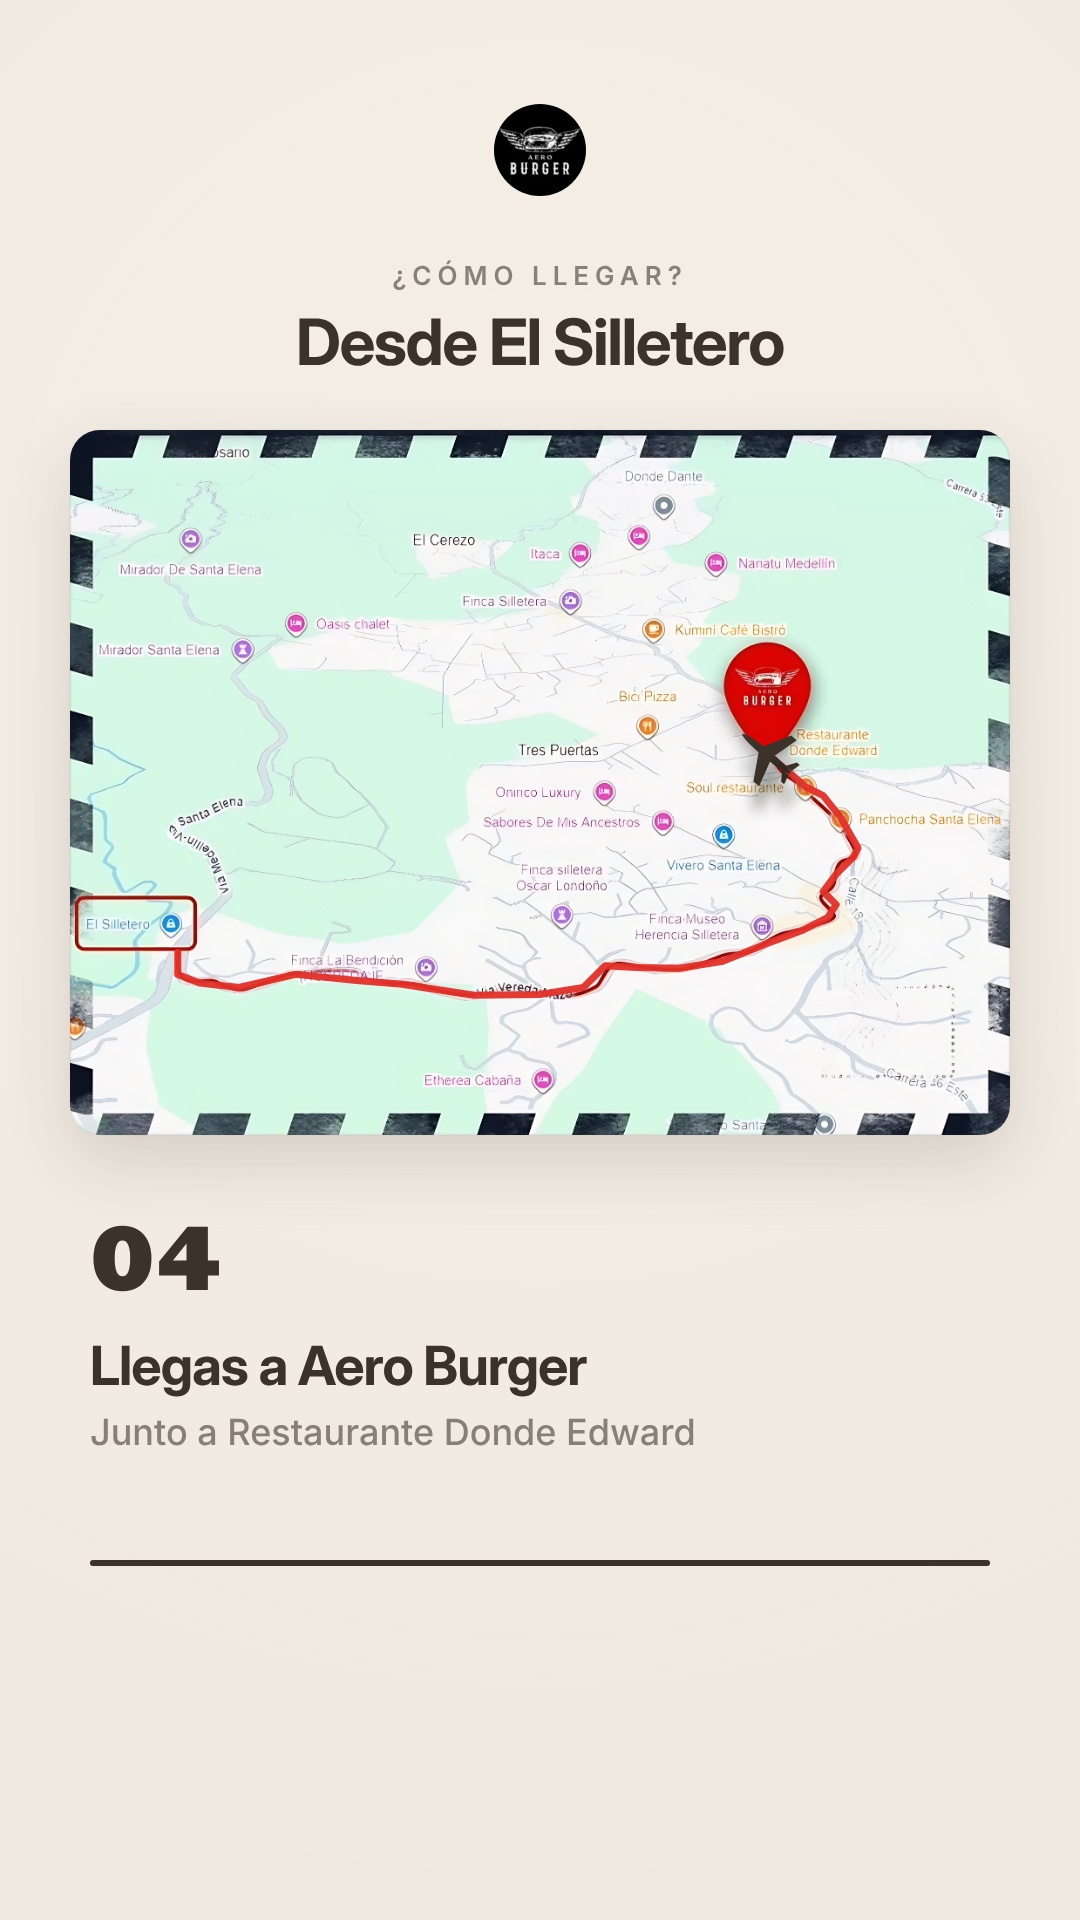 AERO
BURGER
¿CÓMO LLEGAR?
Desde El Silletero
Donde Dante
El Cerezo
Itaca
Nanatu Medellín
Mirador De Santa Elena
Finca Silletera
Oasis chalet
Kumini Café Bistró
Mirador Santa Elena
AERO
BURGER
Bici Pizza
Restaurante
Donde Edward
Tres Puertas
Soul restaurante
Onirico Luxury
Santa Elena
Sabores De Mis Ancestros
Panchocha Santa Elena
Vía Medellín-
Vivero Santa Elena
Finca silletera
Oscar Londoño
Calle 18
El Silletero
Finca Museo
Herencia Silletera
Finca La Bendición
Vía Vereda
Etherea Cabaña
Carrera 46 Este
04
Llegas a Aero Burger
Junto a Restaurante Donde Edward